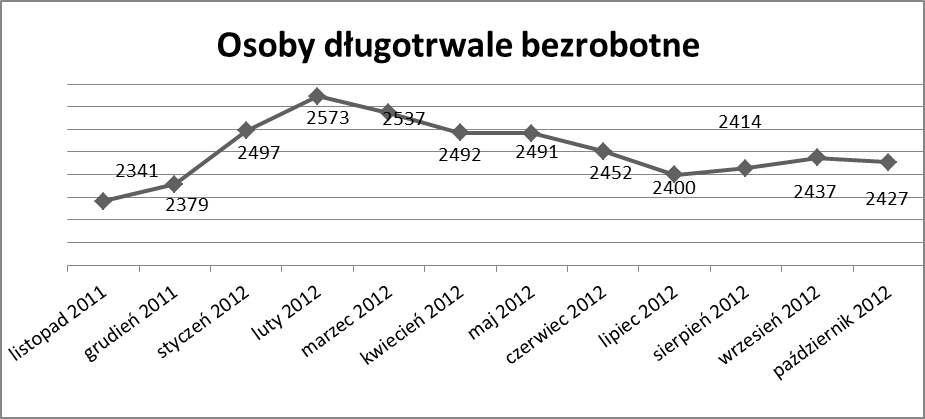 Osoby długotrwale bezrobotne
2341
2379
2497
2573
2537
2492
2491
2452
2400
2414
2437
2427
listopad 2011
grudzień 2011
styczeń 2012
luty 2012
marzec 2012
kwiecień 2012
maj 2012
czerwiec 2012
lipiec 2012
sierpień 2012
wrzesień 2012
październik 2012